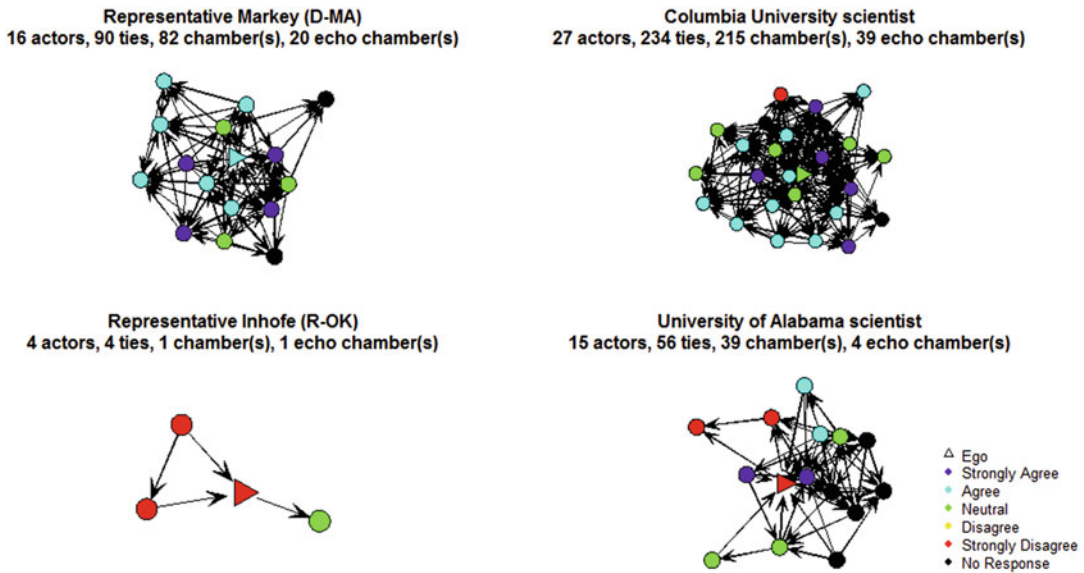 Representative Markey (D-MA)
16 actors, 90 ties, 82 chamber(s), 20 echo chamber(s)
Columbia University scientist
27 actors, 234 ties, 215 chamber(s), 39 echo chamber(s)
Representative Inhofe (R-OK)
4 actors, 4 ties, 1 chamber(s), 1 echo chamber(s)
University of Alabama scientist
15 actors, 56 ties, 39 chamber(s), 4 echo chamber(s)
Ego
Strongly Agree
Agree
Neutral
Disagree
Strongly Disagree
No Response